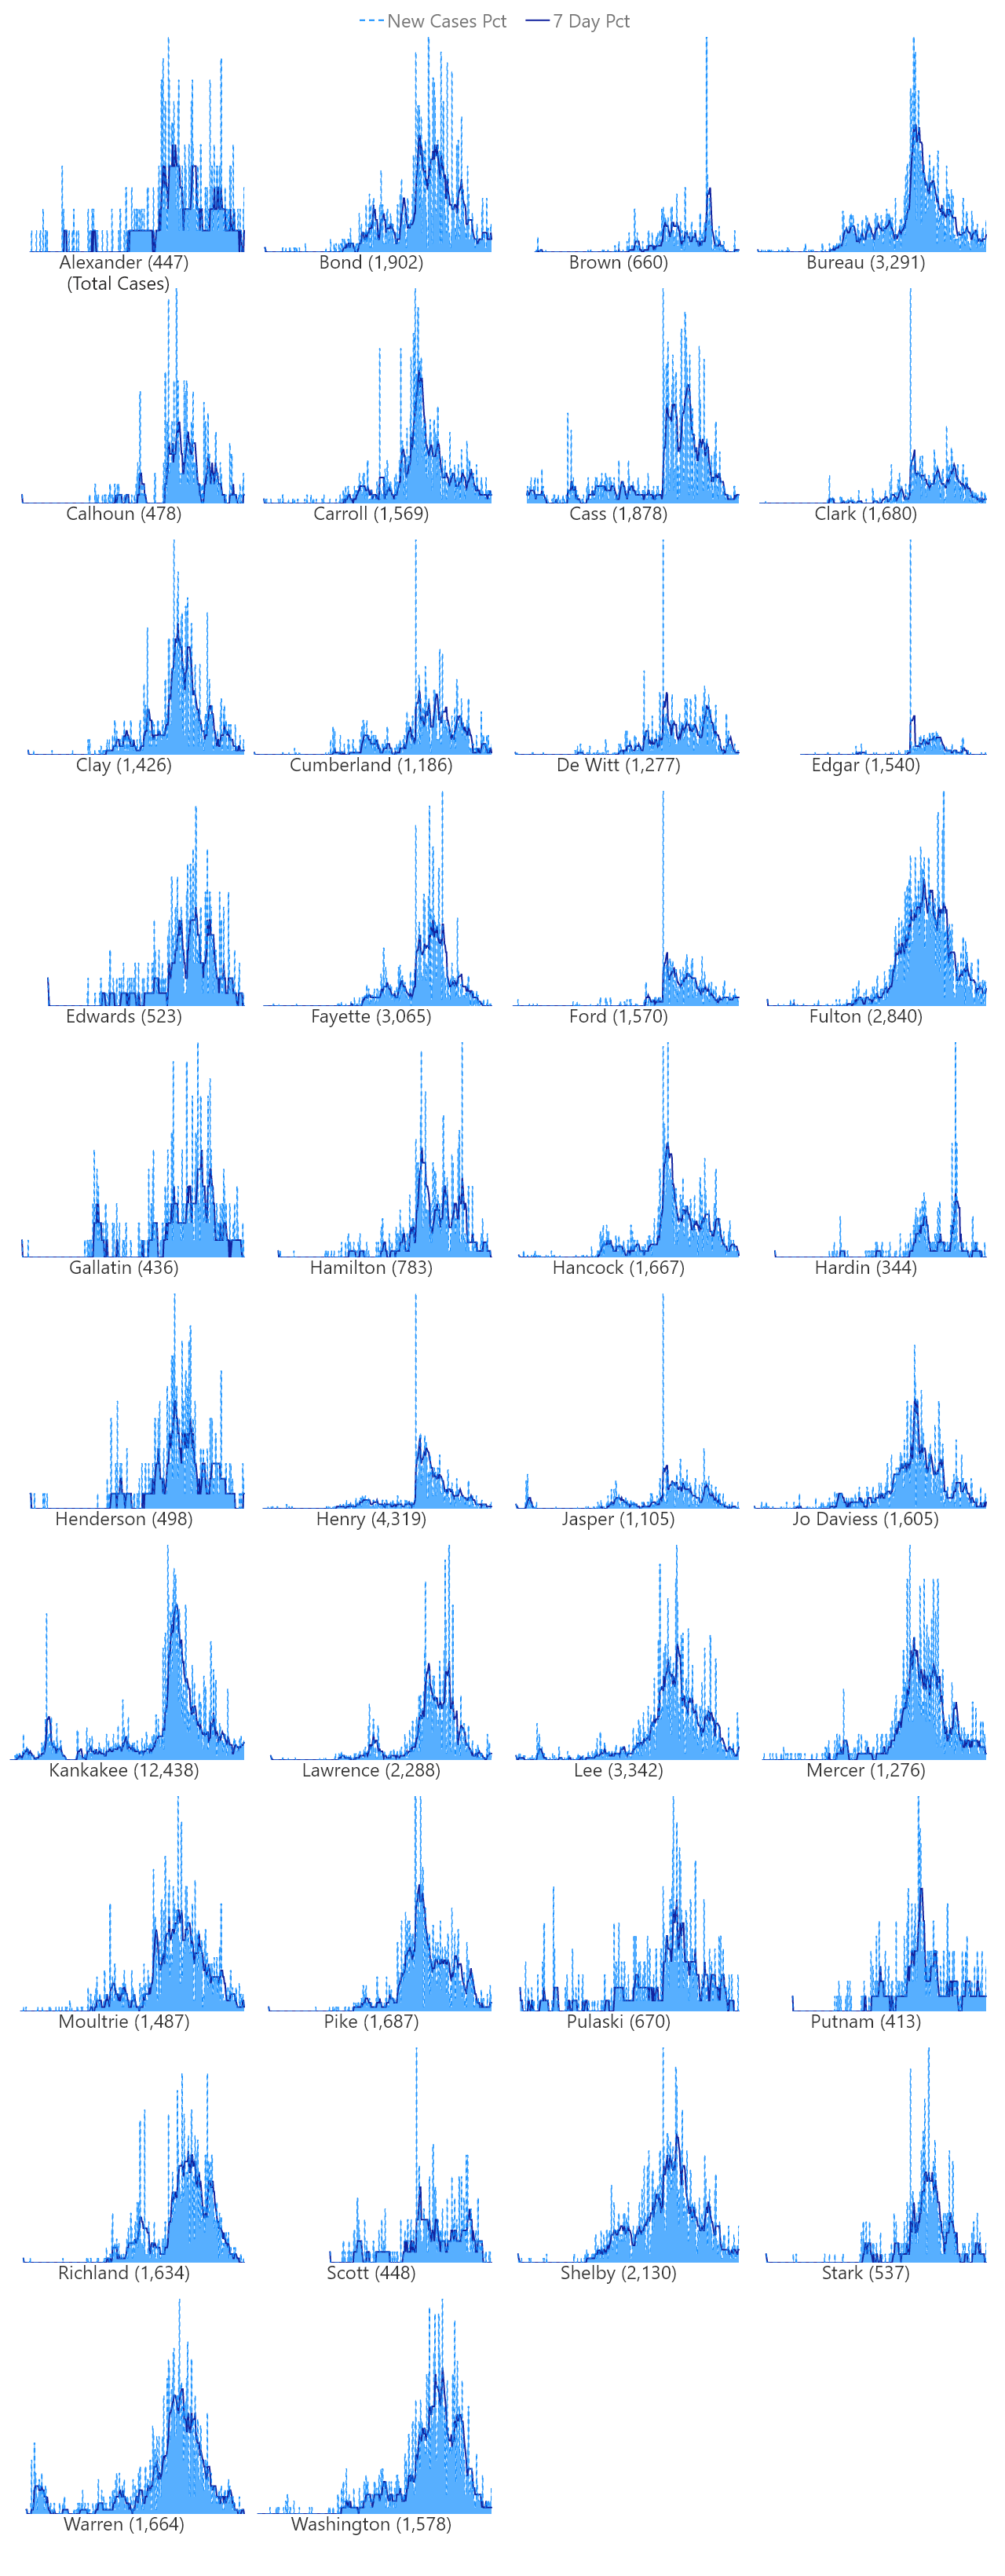 New Cases Pct 7 Day Pct
Alexander (447) Bond (1,902) Brown (660) Bureau (3,291)
(Total Cases)
Calhoun (478) Carroll (1,569) Cass (1,878) Clark (1,680)
Clay (1,426) Cumberland (1,186) De Witt (1,277) Edgar (1,540)
Edwards (523) Fayette (3,065) Ford (1,570) Fulton (2,840)
Gallatin (436) Hamilton (783) Hancock (1,667) Hardin (344)
Henderson (498) Henry (4,319) Jasper (1,105) Jo Daviess (1,605)
Kankakee (12,438) Lawrence (2,288) Lee (3,342) Mercer (1,276)
Moultrie (1,487) Pike (1,687) Pulaski (670) Putnam (413)
Richland (1,634) Scott (448) Shelby (2,130) Stark (537)
Warren (1,664) Washington (1,578)